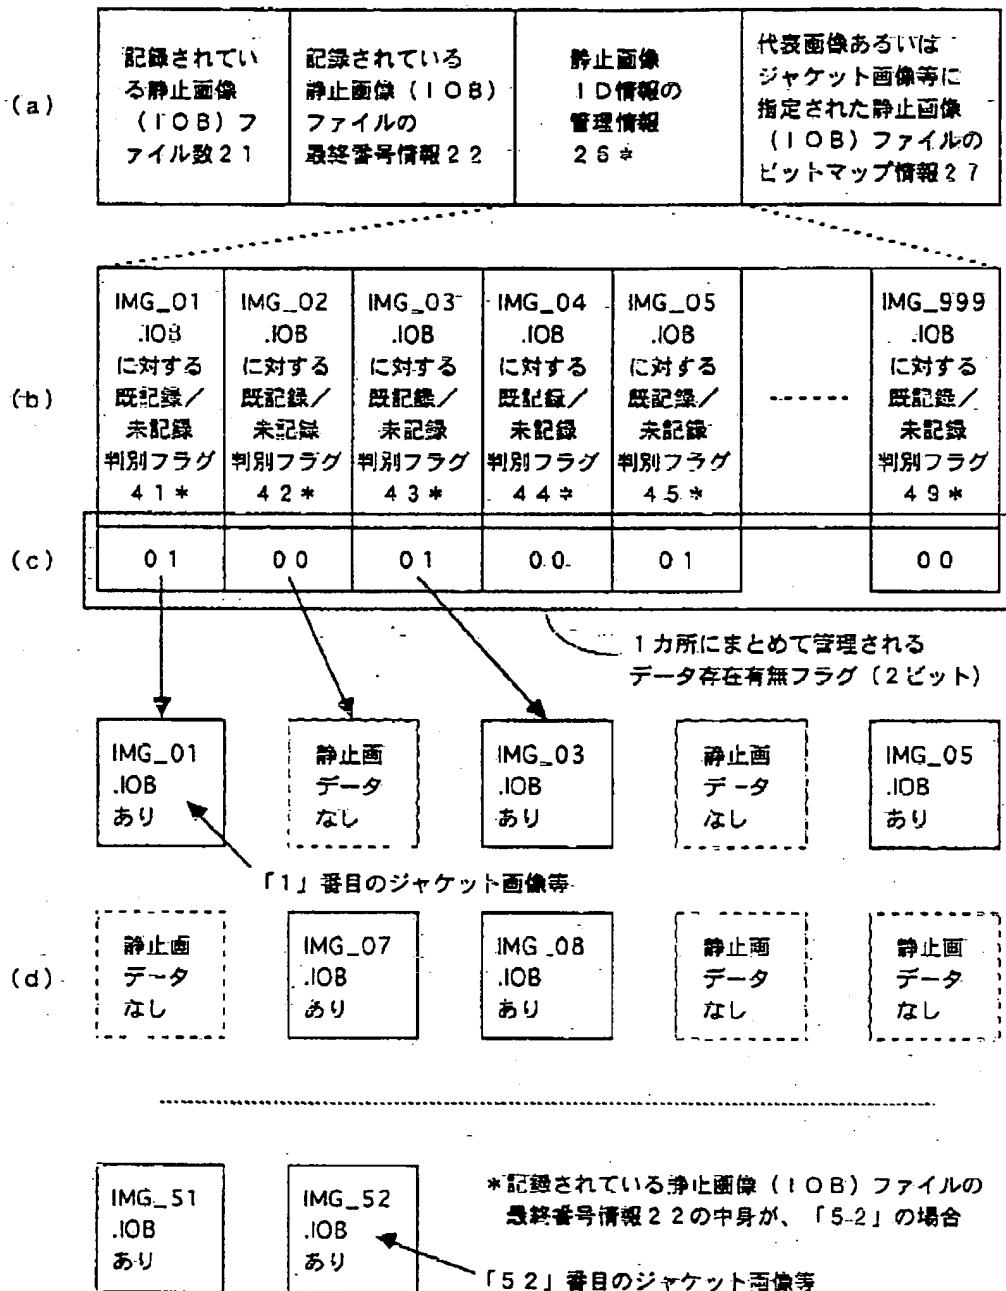 (a)
記録されてい
る静止画像
(IOB)フ
ァイル数21
記録されている
静止画像(IOB)
ファイルの
最終番号情報22
静止画像
ID情報の
管理情報
26*
代表画像あるいは
ジャケット画像等に
指定された静止画像
(IOB)ファイルの
ビットマップ情報27
(b)
IMG_01
.IOB
に対する
既記録/
未記録
判別フラグ
41*
IMG_02
.IOB
に対する
既記録/
未記録
判別フラグ
42*
IMG_03
.IOB
に対する
既記録/
未記録
判別フラグ
43*
IMG_04
.IOB
に対する
既記録/
未記録
判別フラグ
44*
IMG_05
.IOB
に対する
既記録/
未記録
判別フラグ
45*
IMG_999
.IOB
に対する
既記録/
未記録
判別フラグ
49*
(c)
01
00
01
00
01
00
1カ所にまとめて管理される
データ存在有無フラグ(2ビット)
IMG_01
.IOB
あり
静止画
データ
なし
IMG_03
.IOB
あり
静止画
データ
なし
IMG_05
.IOB
あり
「1」番目のジャケット画像等
(d)
静止画
データ
なし
IMG_07
.IOB
あり
IMG_08
.IOB
あり
静止画
データ
なし
静止画
データ
なし
IMG_51
.IOB
あり
IMG_52
.IOB
あり
*記録されている静止画像(IOB)ファイルの
最終番号情報22の中身が、「52」の場合
「52」番目のジャケット画像等